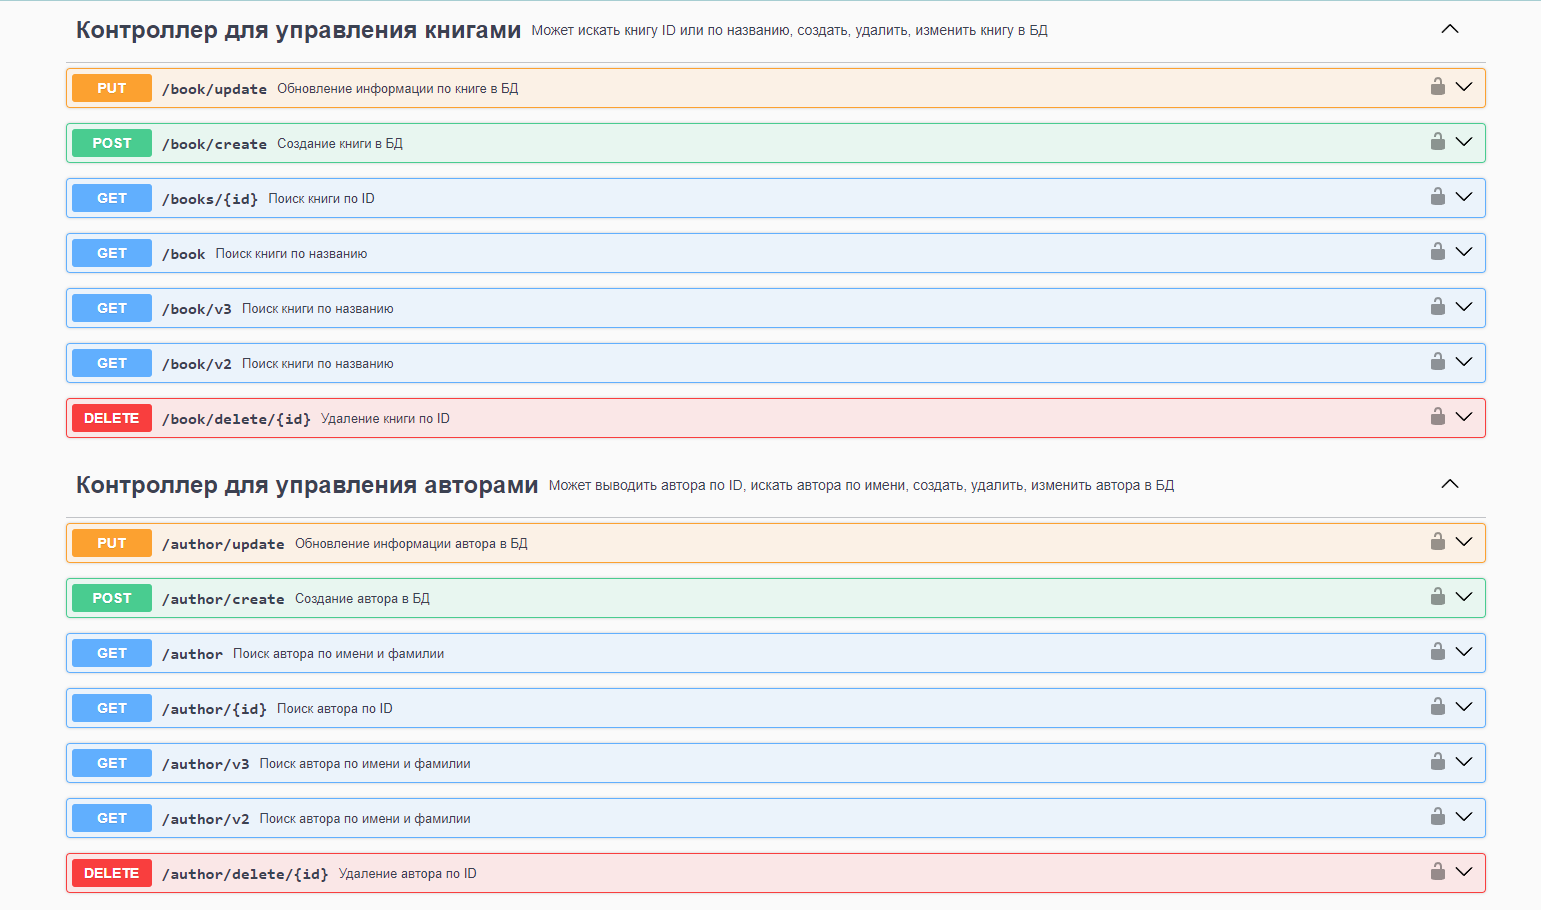 Контроллер для управления книгами Может искать книгу ID или по названию, создать, удалить, изменить книгу в БД
PUT /book/update Обновление информации по книге в БД
POST /book/create Создание книги в БД
GET /books/{id} Поиск книги по ID
GET /book Поиск книги по названию
GET /book/v3 Поиск книги по названию
GET /book/v2 Поиск книги по названию
DELETE /book/delete/{id} Удаление книги по ID
Контроллер для управления авторами Может выводить автора по ID, искать автора по имени, создать, удалить, изменить автора в БД
PUT /author/update Обновление информации автора в БД
POST /author/create Создание автора в БД
GET /author Поиск автора по имени и фамилии
GET /author/{id} Поиск автора по ID
GET /author/v3 Поиск автора по имени и фамилии
GET /author/v2 Поиск автора по имени и фамилии
DELETE /author/delete/{id} Удаление автора по ID